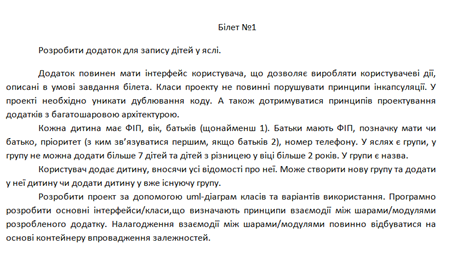 Білет №1
Розробити додаток для запису дітей у яслі.
Додаток повинен мати інтерфейс користувача, що дозволяє виробляти користувачеві дії,
описані в умові завдання білета. Класи проекту не повинні порушувати принципи інкапсуляції. У
проекті необхідно уникати дублювання коду. А також дотримуватися принципів проектування
додатків з багатошаровою архітектурою.
Кожна дитина має ФІП, вік, батьків (щонайменш 1). Батьки мають ФІП, позначку мати чи
батько, пріоритет (з ким зв’язуватися першим, якщо батьків 2), номер телефону. У яслях є групи, у
групу не можна додати більше 7 дітей та дітей з різницею у віці більше 2 років. У групи є назва.
Користувач додає дитину, вносячи усі відомості про неї. Може створити нову групу та додати
у неї дитину чи додати дитину у вже існуючу групу.
Розробити проект за допомогою uml-діаграм класів та варіантів використання. Програмно
розробити основні інтерфейси/класи,що визначають принципи взаємодії між шарами/модулями
розробленого додатку. Налагодження взаємодії між шарами/модулями повинно відбуватися на
основі контейнеру впровадження залежностей.